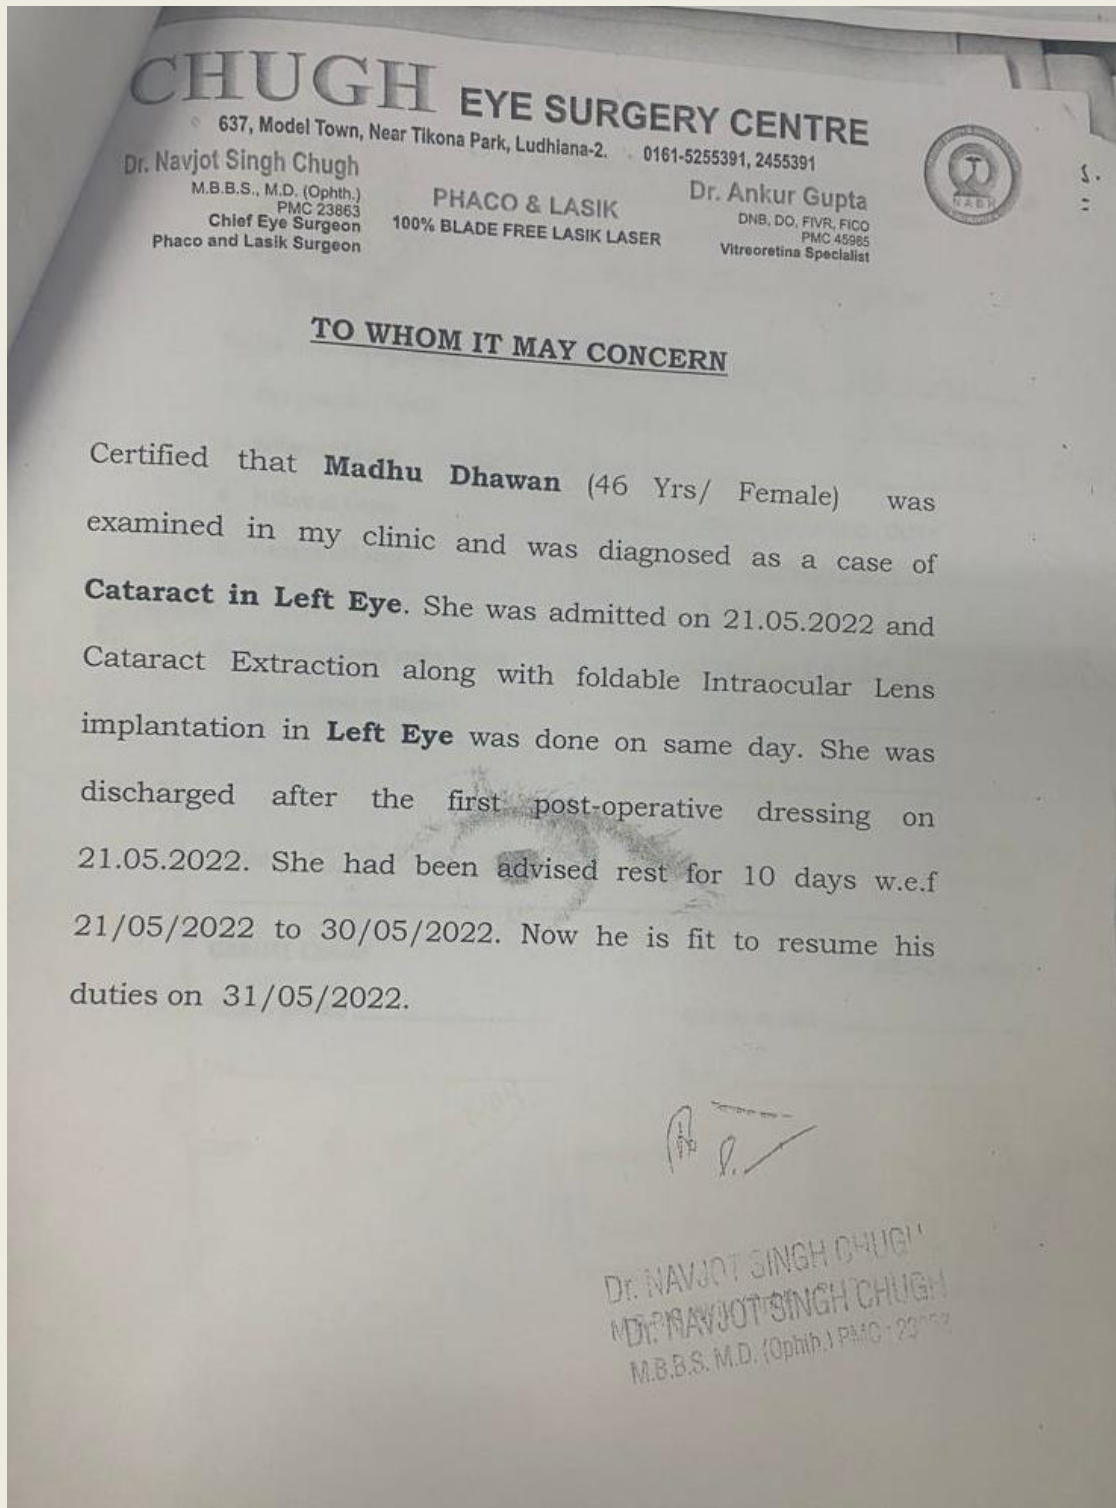 CHUGH EYE SURGERY CENTRE
637, Model Town, Near Tikona Park, Ludhiana-2. 0161-5255391, 2455391
Dr. Navjot Singh Chugh
M.B.B.S., M.D. (Ophth.)
PMC 23863
Chief Eye Surgeon
Phaco and Lasik Surgeon
PHACO & LASIK
100% BLADE FREE LASIK LASER
Dr. Ankur Gupta
DNB, DO, FIVR, FICO
PMC 45985
Vitreoretina Specialist
NABH
TO WHOM IT MAY CONCERN
Certified that Madhu Dhawan (46 Yrs/ Female) was
examined in my clinic and was diagnosed as a case of
Cataract in Left Eye. She was admitted on 21.05.2022 and
Cataract Extraction along with foldable Intraocular Lens
implantation in Left Eye was done on same day. She was
discharged after the first post-operative dressing on
21.05.2022. She had been advised rest for 10 days w.e.f
21/05/2022 to 30/05/2022. Now he is fit to resume his
duties on 31/05/2022.
Dr. NAVJOT SINGH CHUGH
Dr. NAVJOT SINGH CHUGH
M.B.B.S. M.D. (Ophth.) PMC :